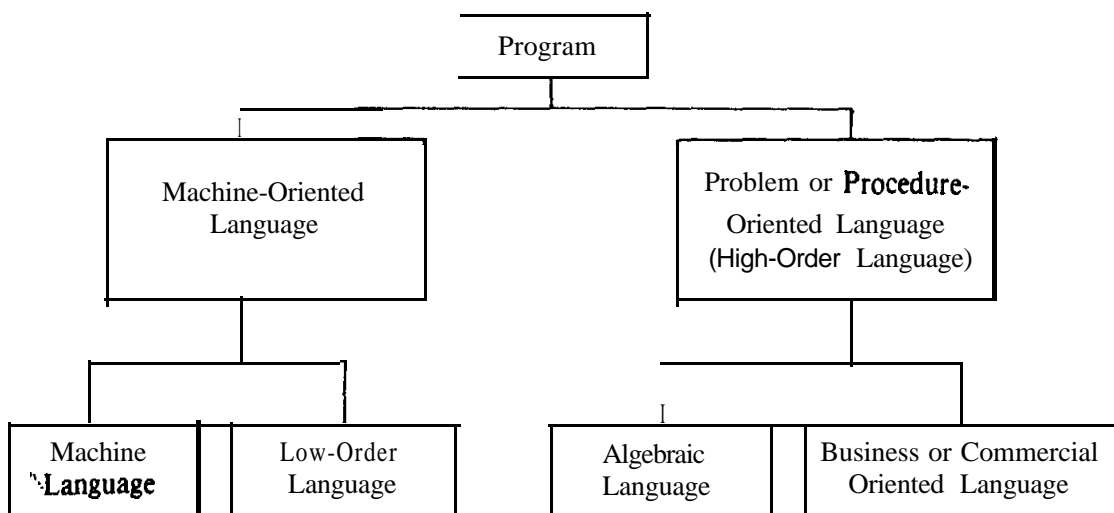 Program
Machine-Oriented
Language
Problem or Procedure-
Oriented Language
(High-Order Language)
Machine
Language
Low-Order
Language
Algebraic
Language
Business or Commercial
Oriented Language